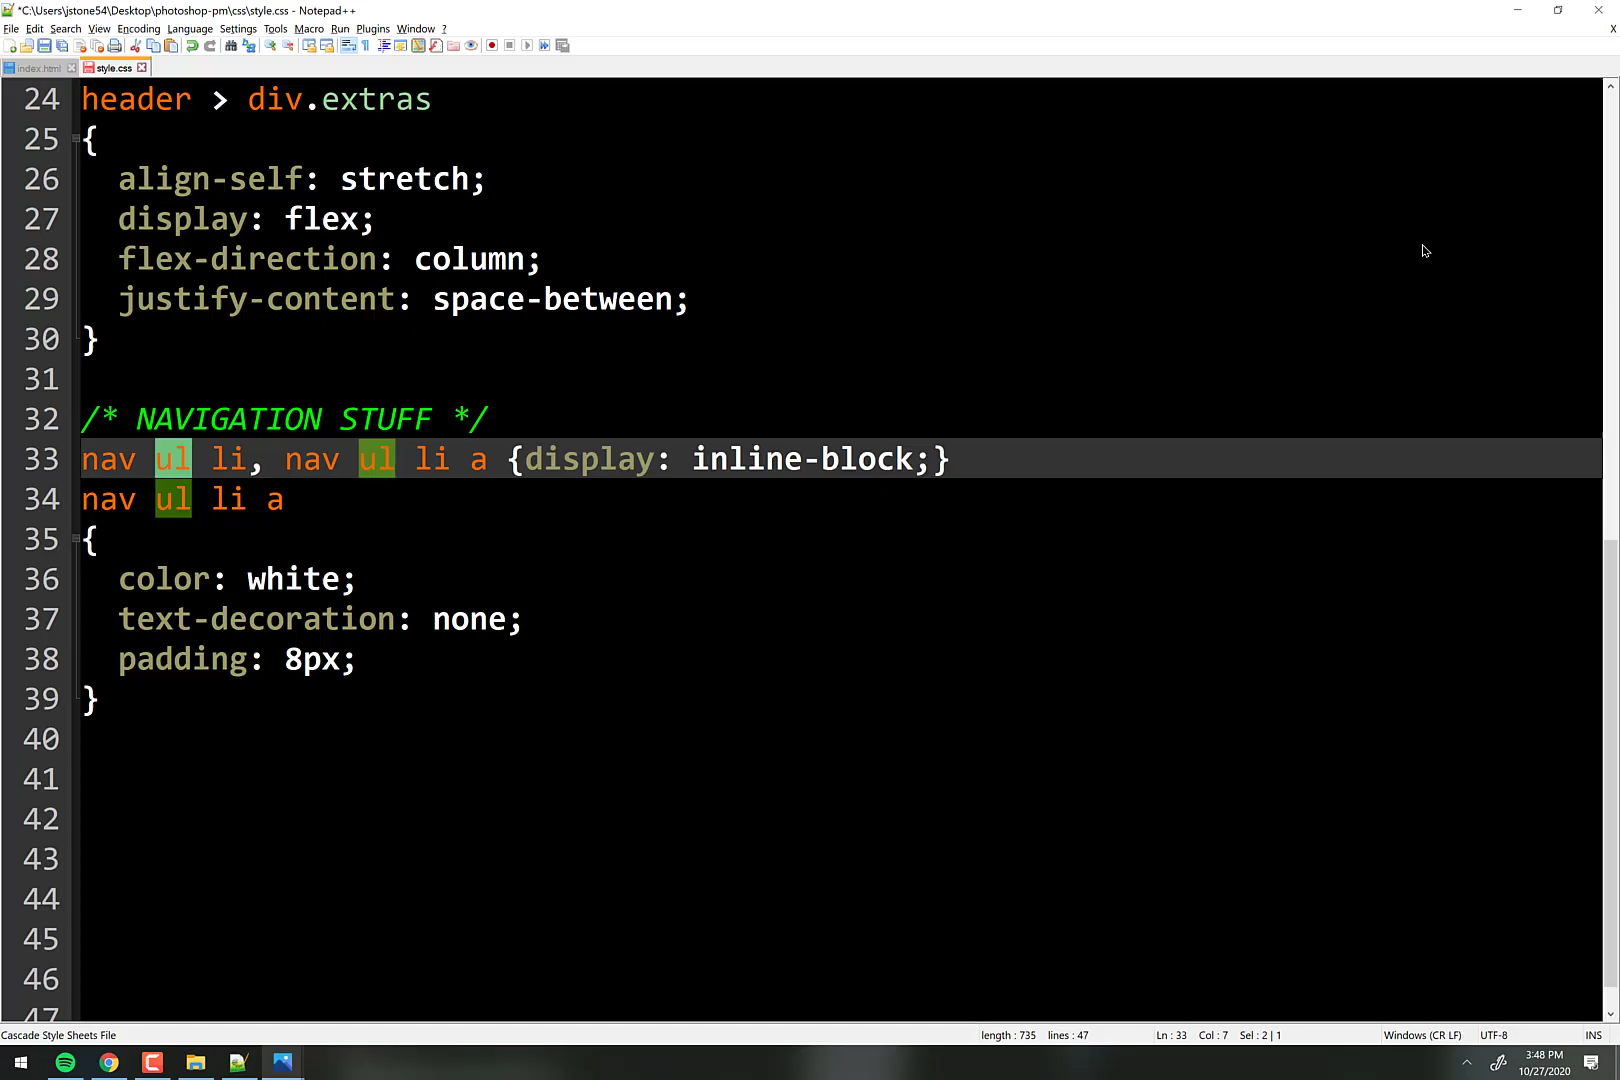 *C:\Users\jstone54\Desktop\photoshop-pm\css\style.css - Notepad++
File Edit Search View Encoding Language Settings Tools Macro Run Plugins Window ? X
index.html style.css
24 header > div.extras
25 {
26 align-self: stretch;
27 display: flex;
28 flex-direction: column;
29 justify-content: space-between;
30 }
31
32 /* NAVIGATION STUFF */
33 nav ul li, nav ul li a {display: inline-block;}
34 nav ul li a
35 {
36 color: white;
37 text-decoration: none;
38 padding: 8px;
39 }
40
41
42
43
44
45
46
47
Cascade Style Sheets File length : 735 lines : 47 Ln : 33 Col : 7 Sel : 2 | 1 Windows (CR LF) UTF-8 INS
3:48 PM
10/27/2020